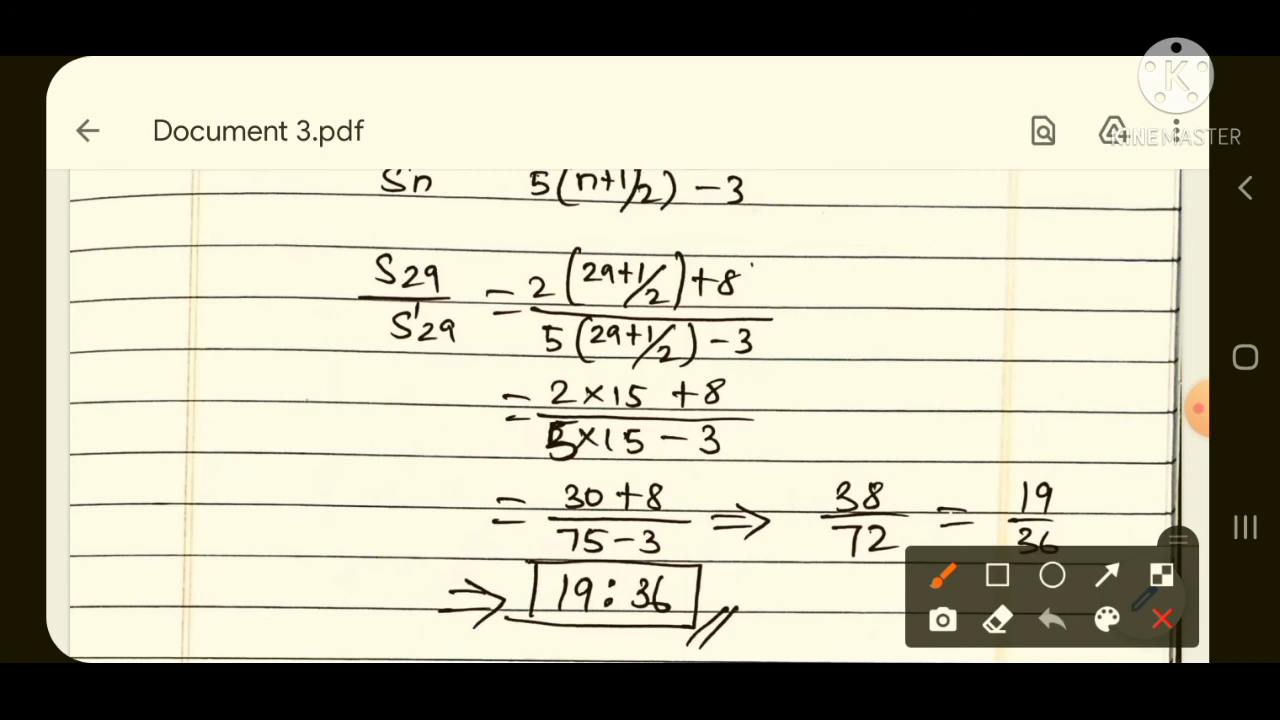 K
Document 3.pdf
KINEMASTER
Sn 5(n+1/2) - 3
S29 = 2(29+1/2)+8
S'29 5(29+1/2) - 3
= 2×15 +8
5×15 - 3
= 30+8 ⇒ 38 = 19
75-3 72 36
⇒ 19:36 //